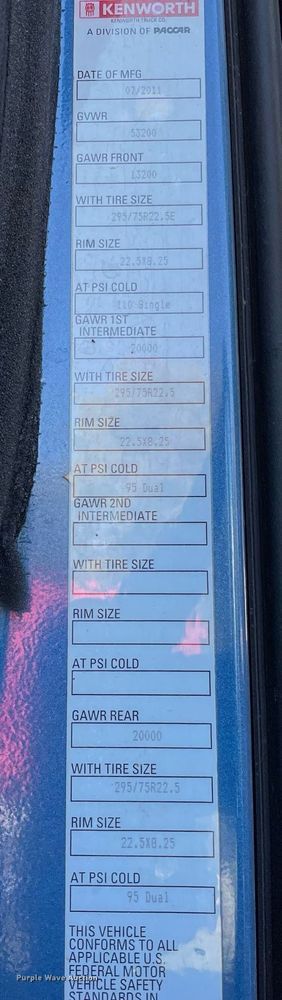 KENWORTH
KENWORTH TRUCK CO.
A DIVISION OF PACCAR
DATE OF MFG
07/2011
GVWR
53200
GAWR FRONT
13200
WITH TIRE SIZE
295/75R22.5E
RIM SIZE
22.5X8.25
AT PSI COLD
110 Single
GAWR 1ST
INTERMEDIATE
20000
WITH TIRE SIZE
295/75R22.5
RIM SIZE
22.5X8.25
AT PSI COLD
95 Dual
GAWR 2ND
INTERMEDIATE
WITH TIRE SIZE
RIM SIZE
AT PSI COLD
GAWR REAR
20000
WITH TIRE SIZE
295/75R22.5
RIM SIZE
22.5X8.25
AT PSI COLD
95 Dual
THIS VEHICLE
CONFORMS TO ALL
APPLICABLE U.S.
FEDERAL MOTOR
VEHICLE SAFETY
STANDARDS IN
Purple Wave Auction